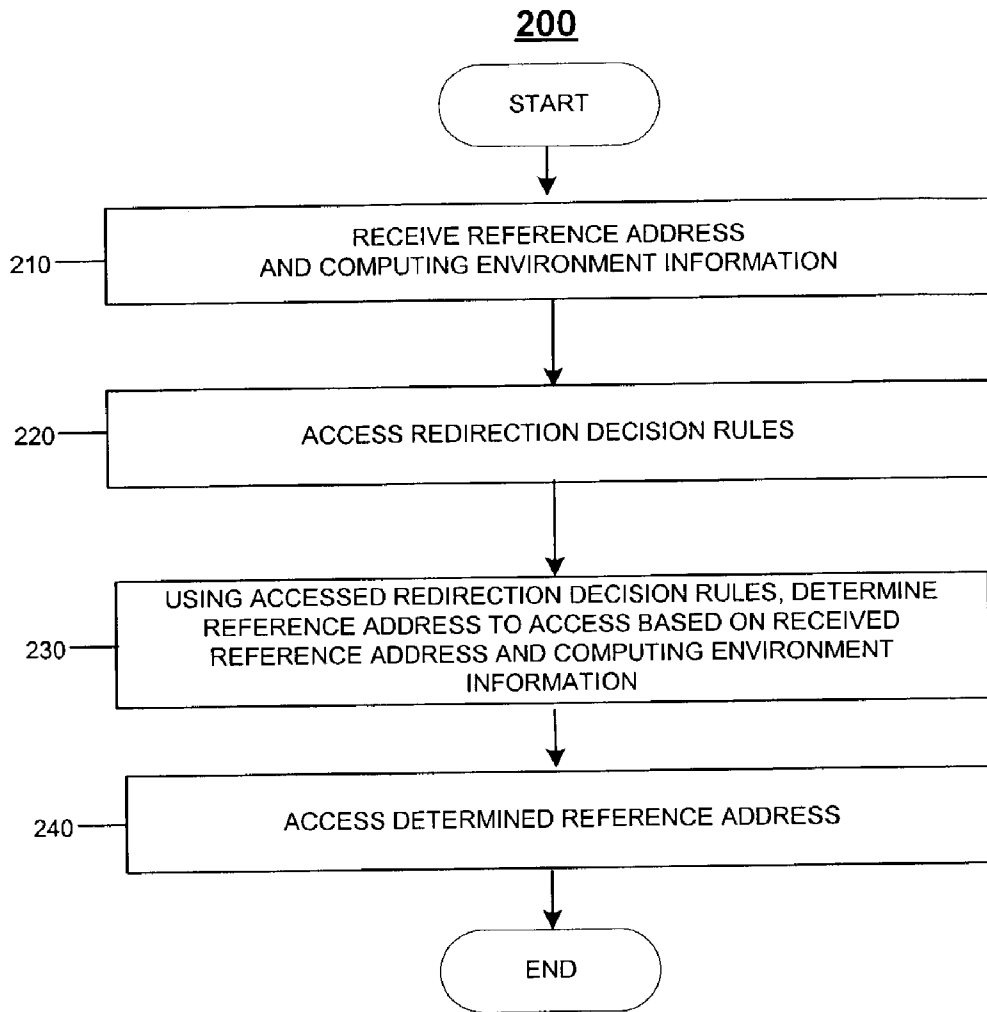 200
START
RECEIVE REFERENCE ADDRESS
AND COMPUTING ENVIRONMENT INFORMATION
210
ACCESS REDIRECTION DECISION RULES
220
USING ACCESSED REDIRECTION DECISION RULES, DETERMINE
REFERENCE ADDRESS TO ACCESS BASED ON RECEIVED
REFERENCE ADDRESS AND COMPUTING ENVIRONMENT
INFORMATION
230
ACCESS DETERMINED REFERENCE ADDRESS
240
END